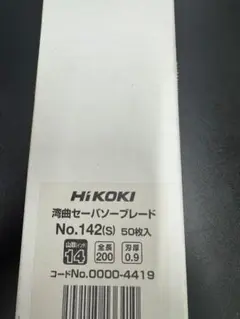 HiKOKI
湾曲セーバソーブレード
No.142(S) 50枚入
山数(インチ) 14 全長 200 刃厚 0.9
コードNo.0000-4419